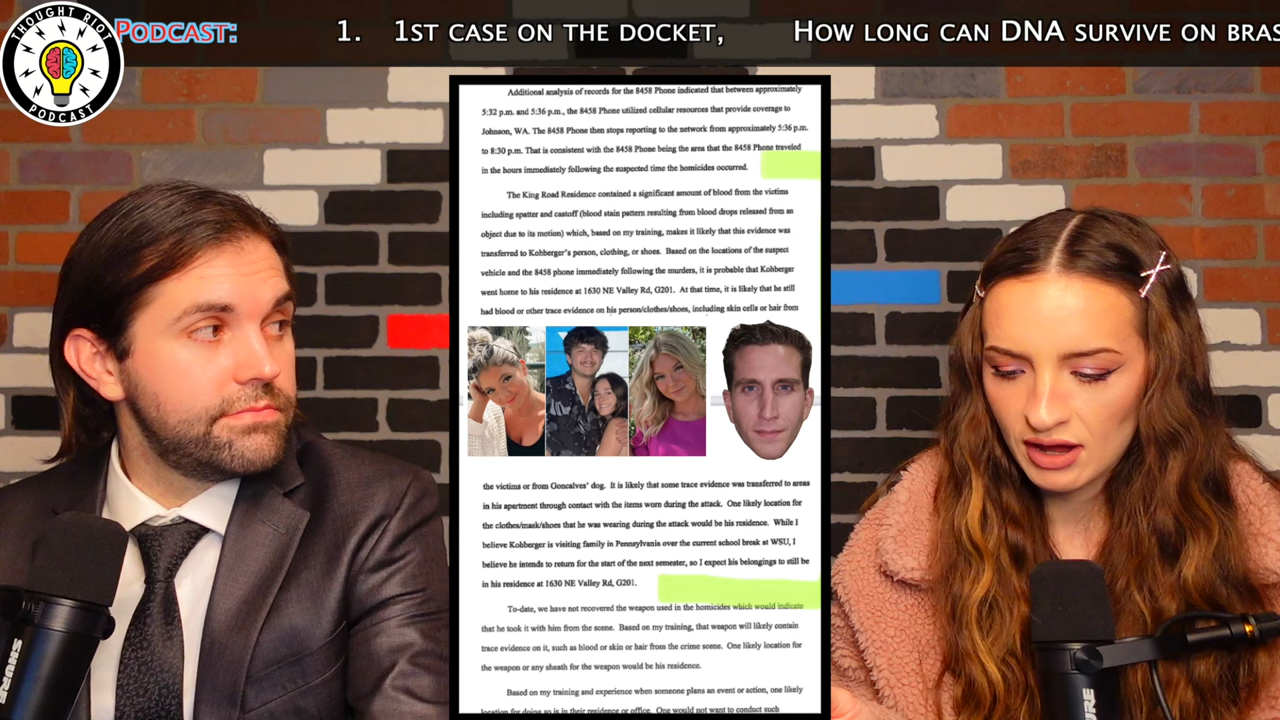 THOUGHT RIOT
PODCAST
PODCAST:
1. 1ST CASE ON THE DOCKET, HOW LONG CAN DNA SURVIVE ON BRAS
Additional analysis of records for the 8458 Phone indicated that between approximately
5:32 p.m. and 5:36 p.m., the 8458 Phone utilized cellular resources that provide coverage to
Johnson, WA. The 8458 Phone then stops reporting to the network from approximately 5:36 p.m.
to 8:30 p.m. That is consistent with the 8458 Phone being the area that the 8458 Phone traveled
in the hours immediately following the suspected time the homicides occurred.
The King Road Residence contained a significant amount of blood from the victims
including spatter and castoff (blood stain pattern resulting from blood drops released from an
object due to its motion) which, based on my training, makes it likely that this evidence was
transferred to Kohberger's person, clothing, or shoes. Based on the locations of the suspect
vehicle and the 8458 phone immediately following the murders, it is probable that Kohberger
went home to his residence at 1630 NE Valley Rd, G201. At that time, it is likely that he still
had blood or other trace evidence on his person/clothes/shoes, including skin cells or hair from
the victims or from Goncalves' dog. It is likely that some trace evidence was transferred to areas
in his apartment through contact with the items worn during the attack. One likely location for
the clothes/mask/shoes that he was wearing during the attack would be his residence. While I
believe Kohberger is visiting family in Pennsylvania over the current school break at WSU, I
believe he intends to return for the start of the next semester, so I expect his belongings to still be
in his residence at 1630 NE Valley Rd, G201.
To-date, we have not recovered the weapon used in the homicides which would indicate
that he took it with him from the scene. Based on my training, that weapon will likely contain
trace evidence on it, such as blood or skin or hair from the crime scene. One likely location for
the weapon or any sheath for the weapon would be his residence.
Based on my training and experience when someone plans an event or action, one likely
location for doing so is in their residence or office. One would not want to conduct such
SHURE
SHURE